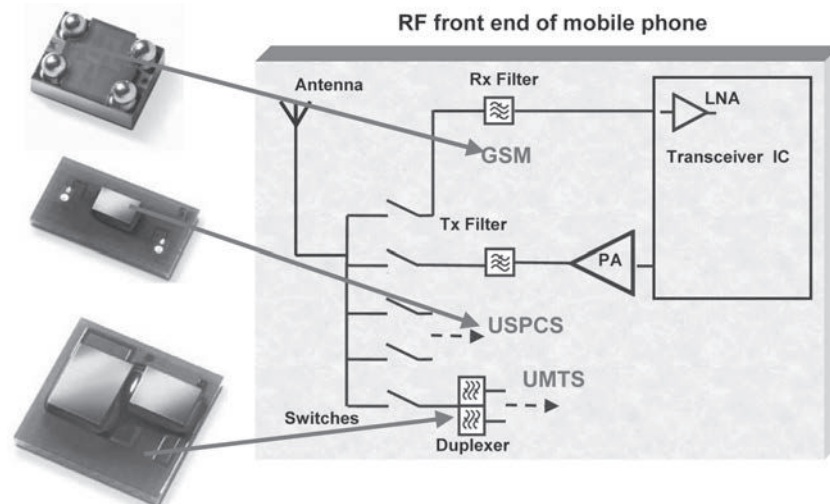 RF front end of mobile phone
Antenna
Rx Filter
LNA
GSM
Transceiver IC
Tx Filter
PA
USPCS
UMTS
Switches
Duplexer